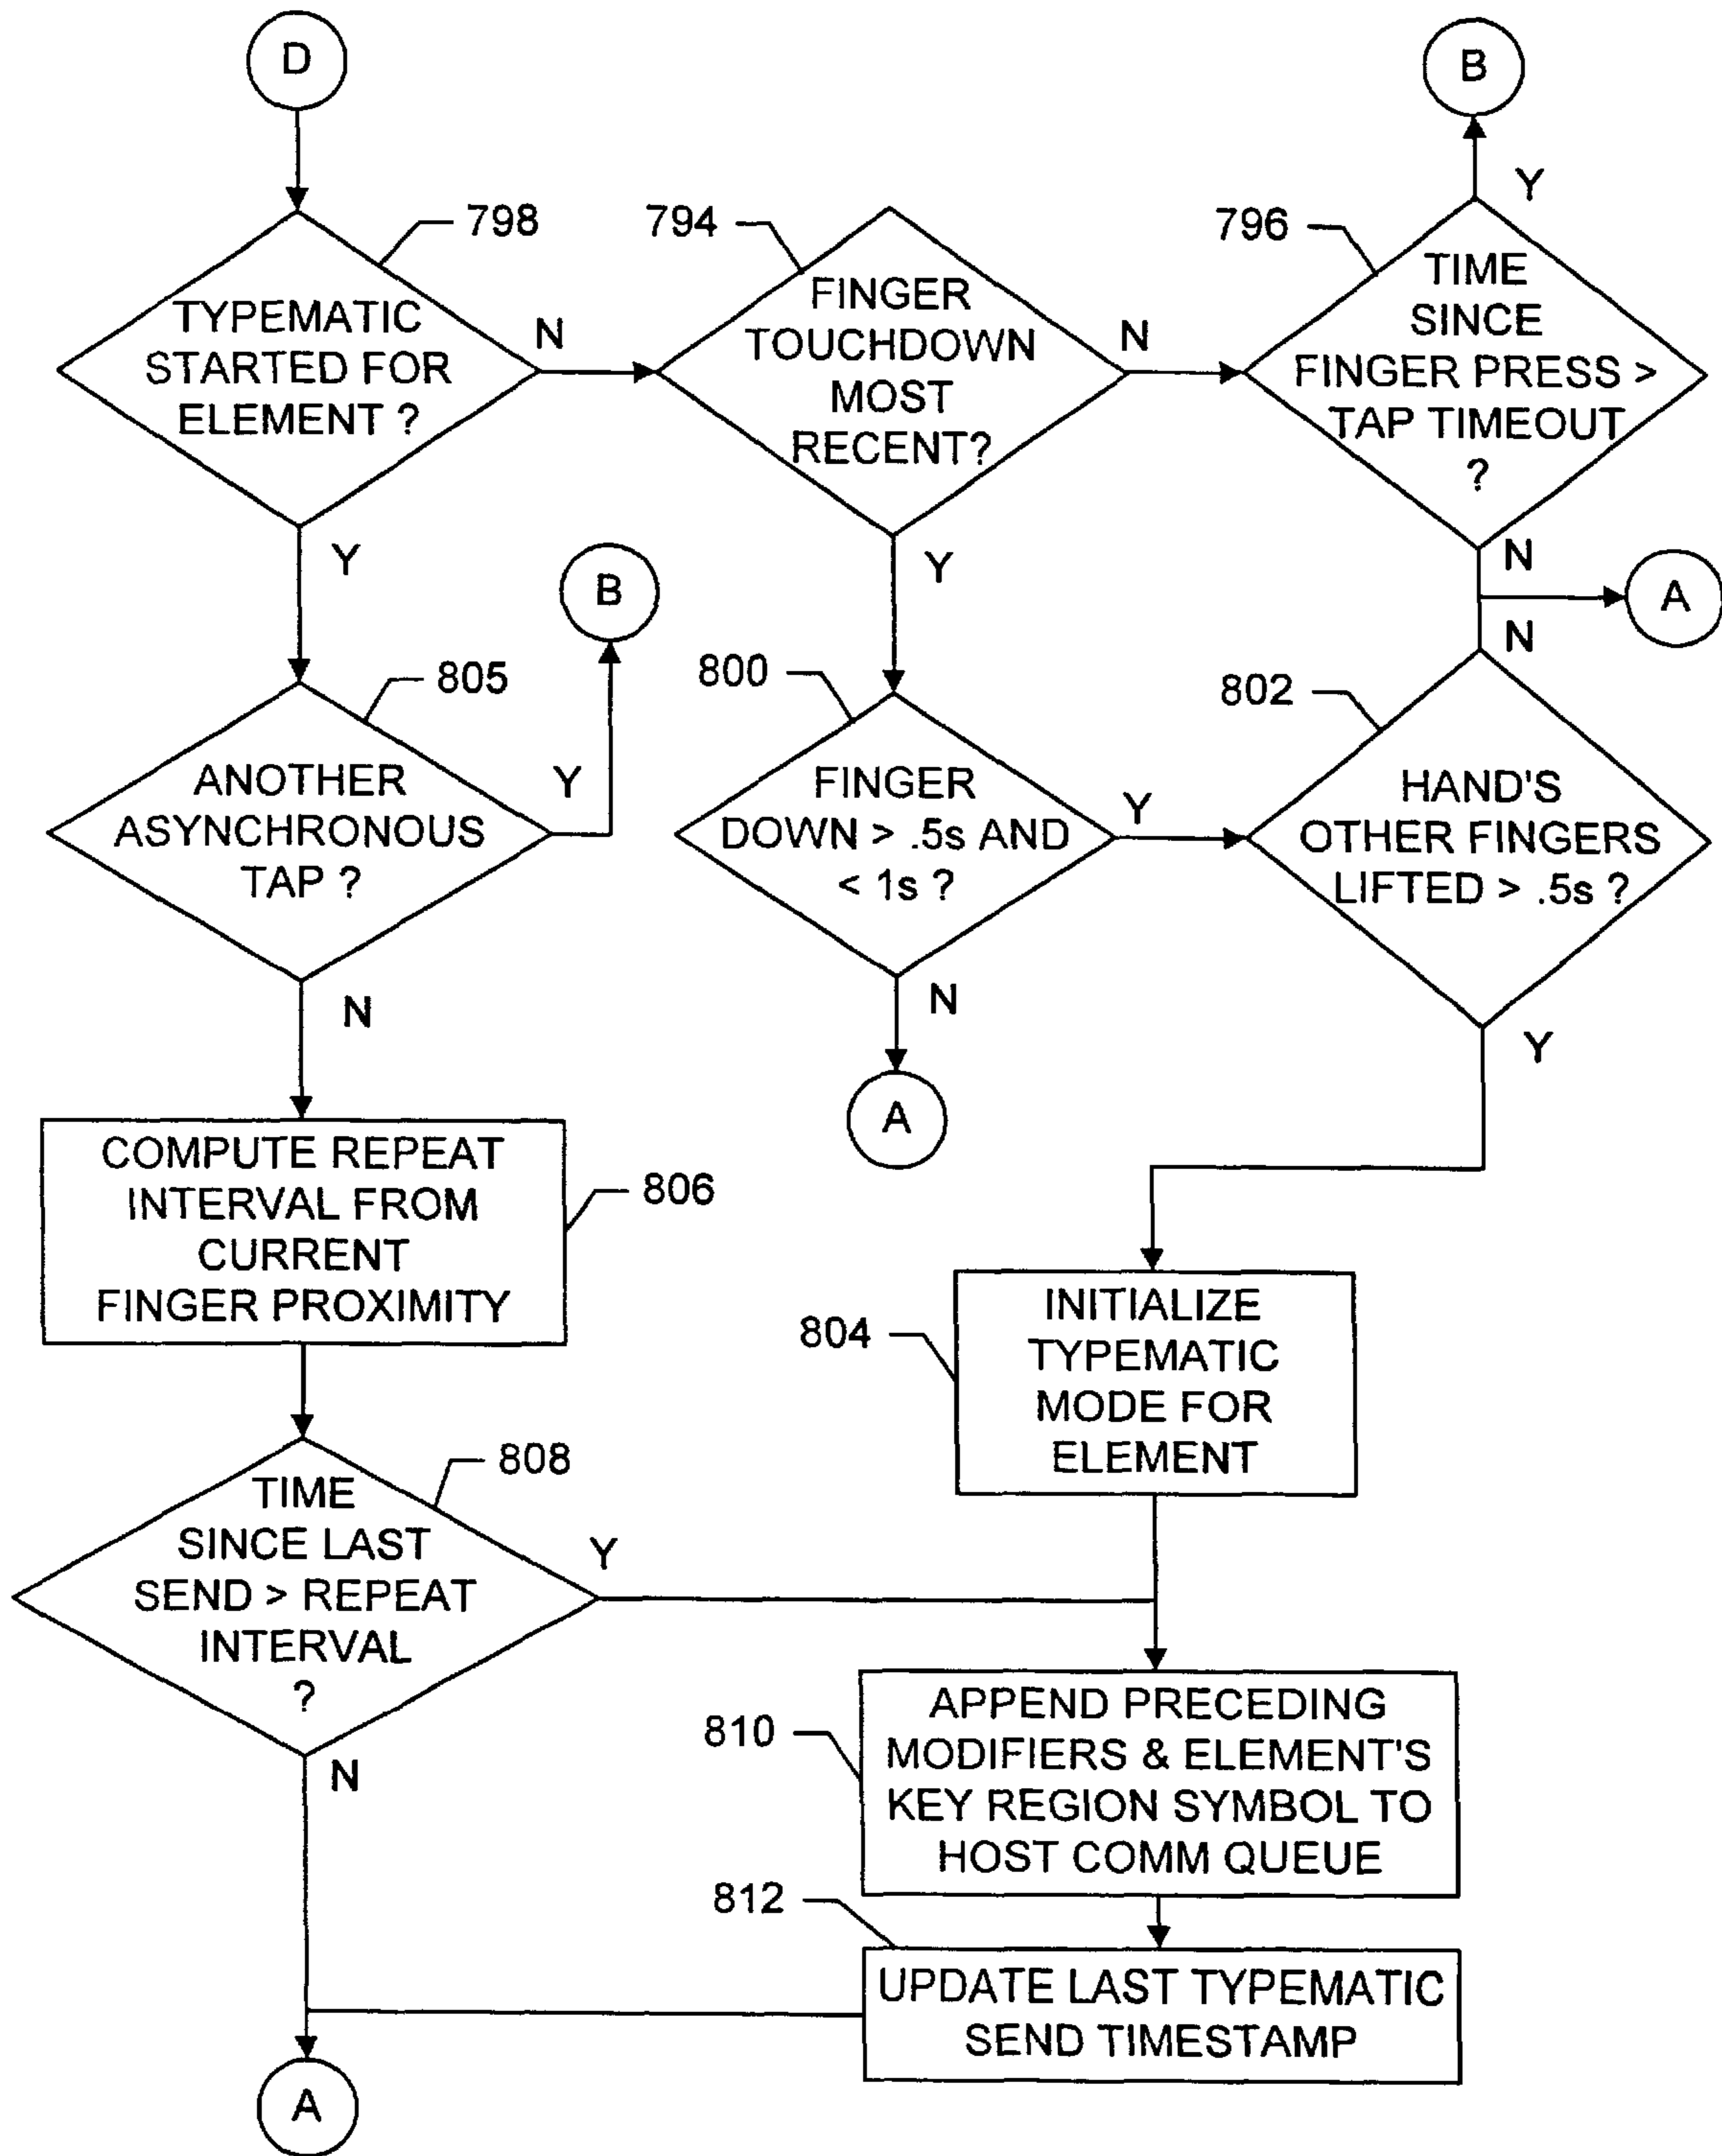 D
B
798
794
796
TYPEMATIC
STARTED FOR
ELEMENT ?
N
FINGER
TOUCHDOWN
MOST
RECENT?
N
Y
TIME
SINCE
FINGER PRESS >
TAP TIMEOUT
?
Y
B
Y
N
A
N
805
800
802
ANOTHER
ASYNCHRONOUS
TAP ?
Y
FINGER
DOWN > .5s AND
< 1s ?
Y
HAND'S
OTHER FINGERS
LIFTED > .5s ?
N
N
Y
A
COMPUTE REPEAT
INTERVAL FROM
CURRENT
FINGER PROXIMITY
806
804
INITIALIZE
TYPEMATIC
MODE FOR
ELEMENT
808
TIME
SINCE LAST
SEND > REPEAT
INTERVAL
?
Y
N
810
APPEND PRECEDING
MODIFIERS & ELEMENT'S
KEY REGION SYMBOL TO
HOST COMM QUEUE
812
UPDATE LAST TYPEMATIC
SEND TIMESTAMP
A